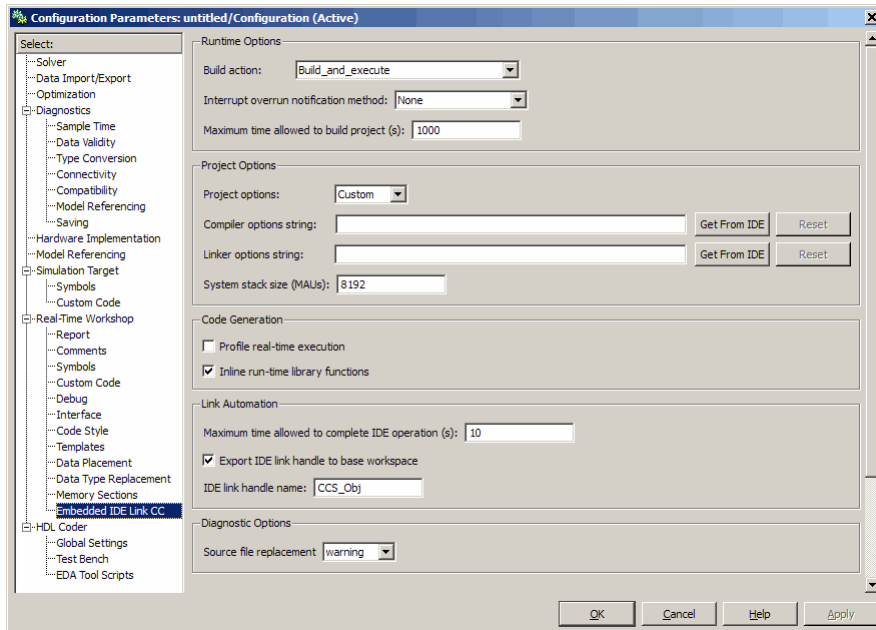 Configuration Parameters: untitled/Configuration (Active)
Select:
Solver
Data Import/Export
Optimization
Diagnostics
Sample Time
Data Validity
Type Conversion
Connectivity
Compatibility
Model Referencing
Saving
Hardware Implementation
Model Referencing
Simulation Target
Symbols
Custom Code
Real-Time Workshop
Report
Comments
Symbols
Custom Code
Debug
Interface
Code Style
Templates
Data Placement
Data Type Replacement
Memory Sections
Embedded IDE Link CC
HDL Coder
Global Settings
Test Bench
EDA Tool Scripts
Runtime Options
Build action: Build_and_execute
Interrupt overrun notification method: None
Maximum time allowed to build project (s): 1000
Project Options
Project options: Custom
Compiler options string: Get From IDE Reset
Linker options string: Get From IDE Reset
System stack size (MAUs): 8192
Code Generation
Profile real-time execution
Inline run-time library functions
Link Automation
Maximum time allowed to complete IDE operation (s): 10
Export IDE link handle to base workspace
IDE link handle name: CCS_Obj
Diagnostic Options
Source file replacement warning
OK Cancel Help Apply